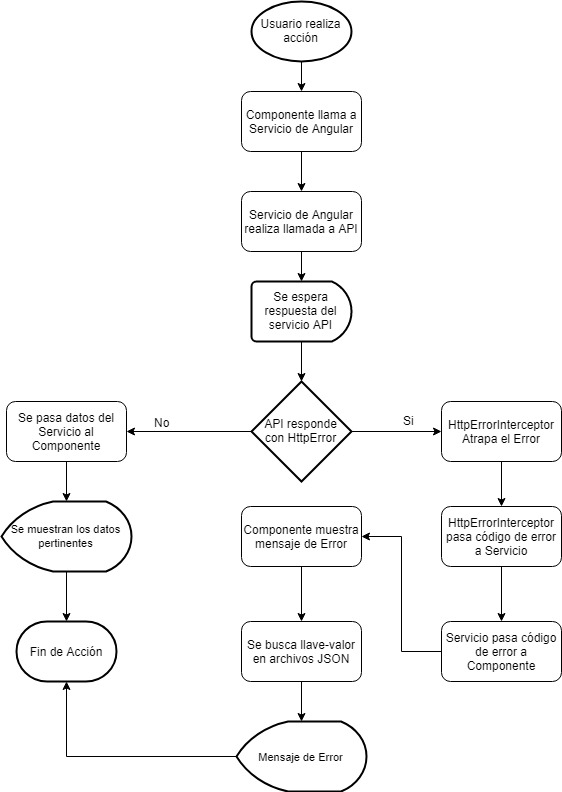 Usuario realiza
acción
Componente llama a
Servicio de Angular
Servicio de Angular
realiza llamada a API
Se espera
respuesta del
servicio API
API responde
con HttpError
No
Si
Se pasa datos del
Servicio al
Componente
Se muestran los datos
pertinentes
Fin de Acción
HttpErrorInterceptor
Atrapa el Error
HttpErrorInterceptor
pasa código de error
a Servicio
Servicio pasa código
de error a
Componente
Componente muestra
mensaje de Error
Se busca llave-valor
en archivos JSON
Mensaje de Error